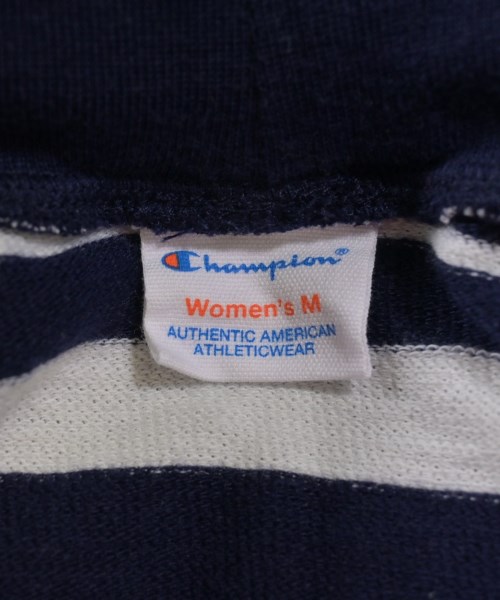 Champion®
Women's M
AUTHENTIC AMERICAN
ATHLETICWEAR